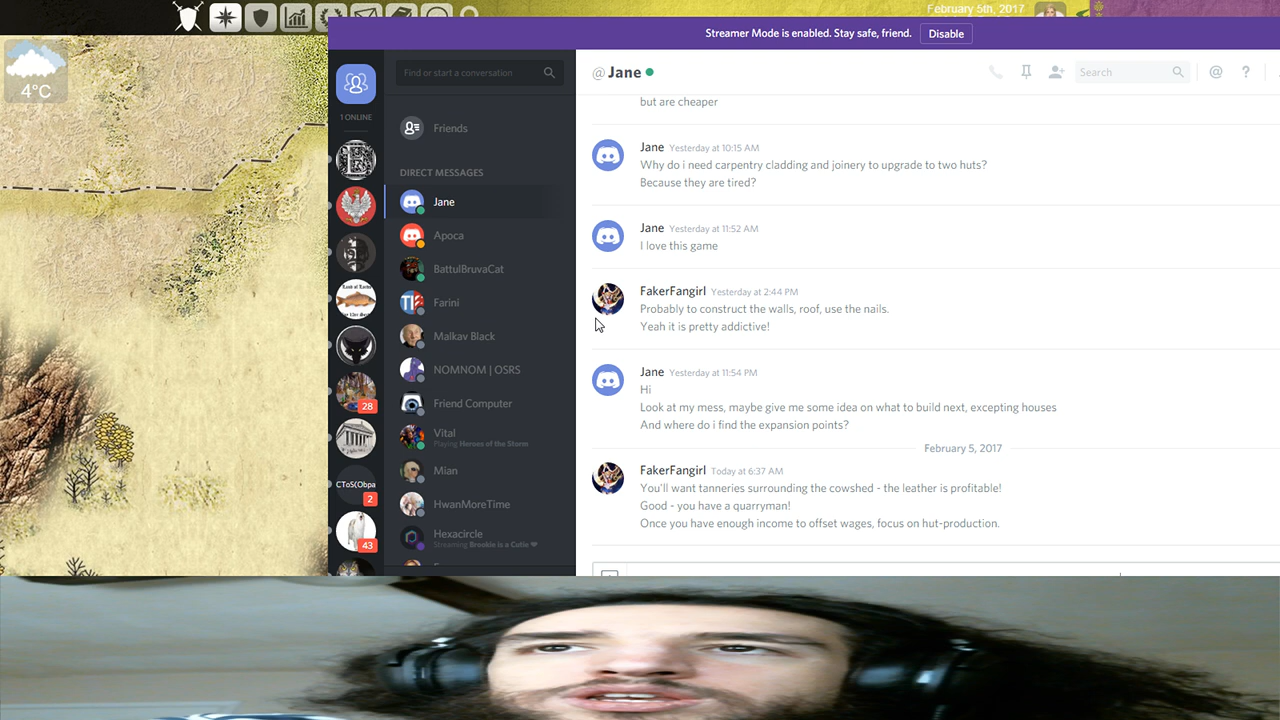 February 5th, 2017
Streamer Mode is enabled. Stay safe, friend.
Disable
4°C
Find or start a conversation
1 ONLINE
Friends
DIRECT MESSAGES
Jane
Apoca
BattulBruvaCat
Farini
Malkav Black
NOMNOM | OSRS
Friend Computer
Vital
Playing Heroes of the Storm
Mian
HwanMoreTime
Hexacircle
Streaming Brookie is a Cutie ❤
28
CToS(Obpa
2
43
@Jane
Search
@
?
but are cheaper
Jane Yesterday at 10:15 AM
Why do i need carpentry cladding and joinery to upgrade to two huts?
Because they are tired?
Jane Yesterday at 11:52 AM
I love this game
FakerFangirl Yesterday at 2:44 PM
Probably to construct the walls, roof, use the nails.
Yeah it is pretty addictive!
Jane Yesterday at 11:54 PM
Hi
Look at my mess, maybe give me some idea on what to build next, excepting houses
And where do i find the expansion points?
February 5, 2017
FakerFangirl Today at 6:37 AM
You'll want tanneries surrounding the cowshed - the leather is profitable!
Good - you have a quarryman!
Once you have enough income to offset wages, focus on hut-production.